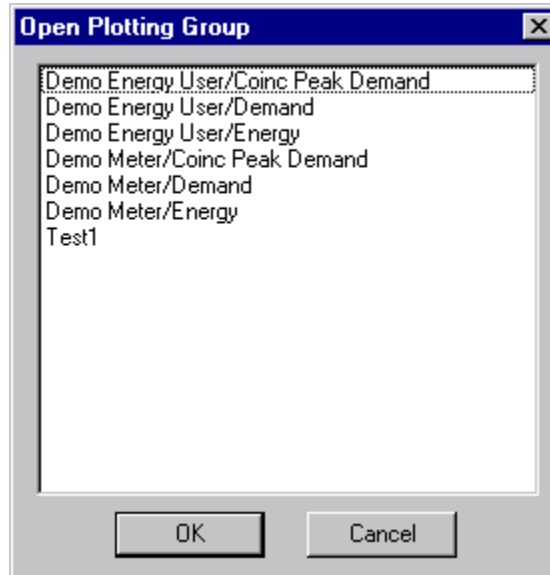 Open Plotting Group
Demo Energy User/Coinc Peak Demand
Demo Energy User/Demand
Demo Energy User/Energy
Demo Meter/Coinc Peak Demand
Demo Meter/Demand
Demo Meter/Energy
Test1
OK
Cancel